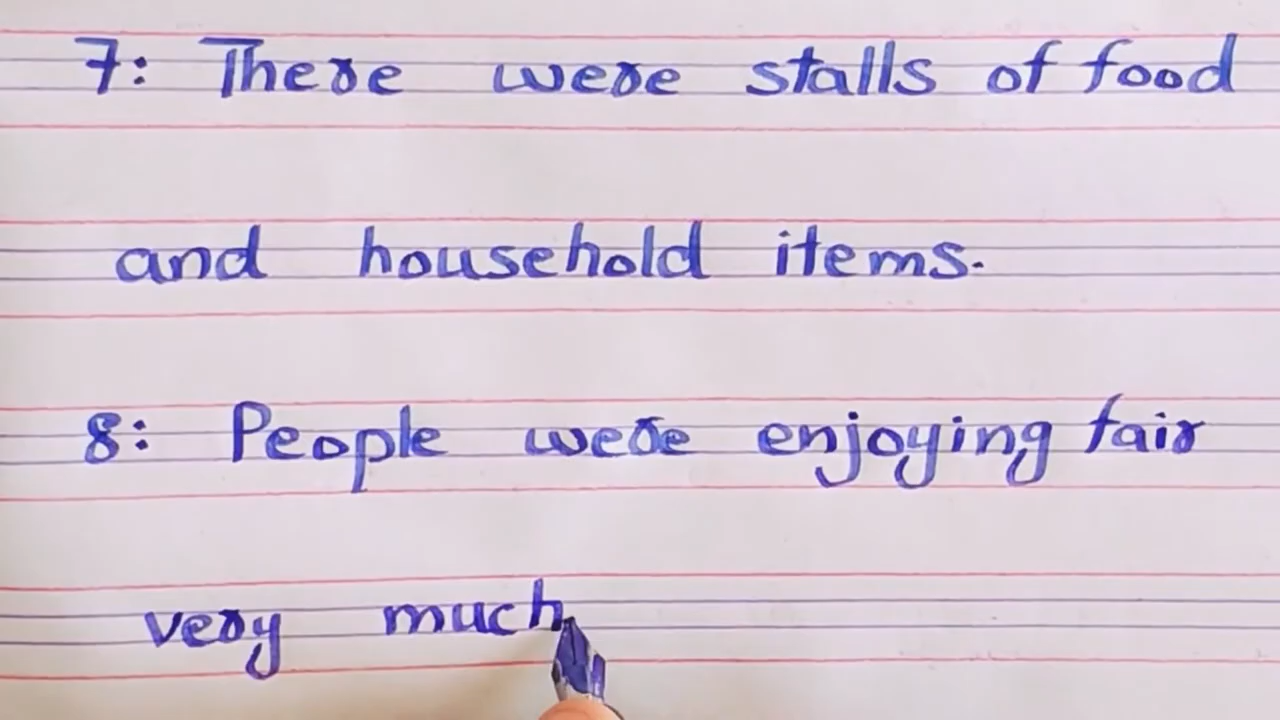 7: There were stalls of food
and household items.
8: People were enjoying fair
very much